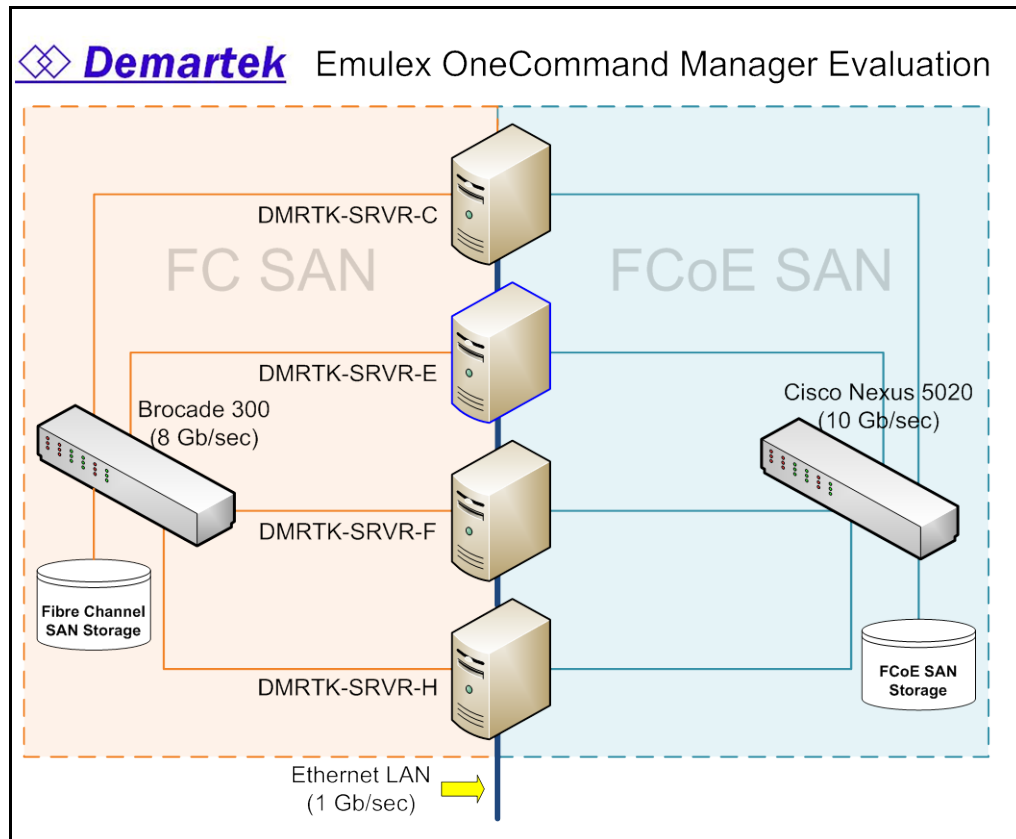 Demartek Emulex OneCommand Manager Evaluation
FC SAN
FCoE SAN
DMRTK-SRVR-C
DMRTK-SRVR-E
Brocade 300
(8 Gb/sec)
Cisco Nexus 5020
(10 Gb/sec)
DMRTK-SRVR-F
Fibre Channel
SAN Storage
DMRTK-SRVR-H
FCoE SAN
Storage
Ethernet LAN
(1 Gb/sec)